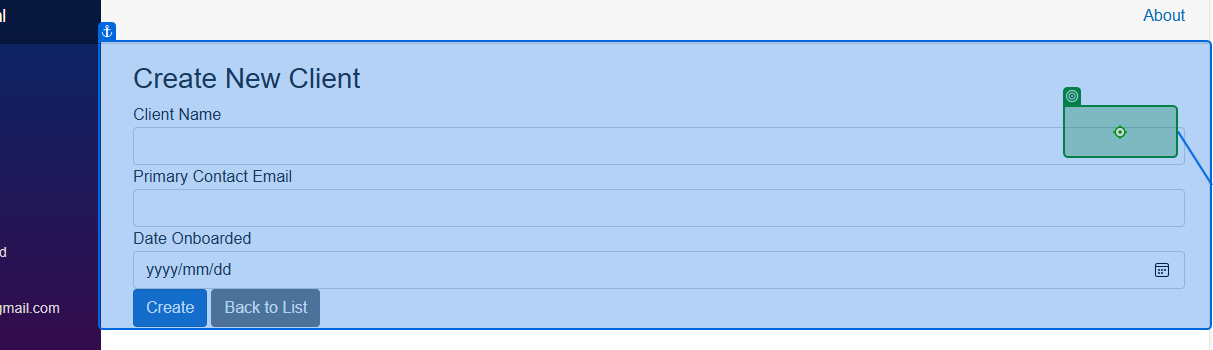 About
Create New Client
Client Name
Primary Contact Email
Date Onboarded
yyyy/mm/dd
Create Back to List
gmail.com